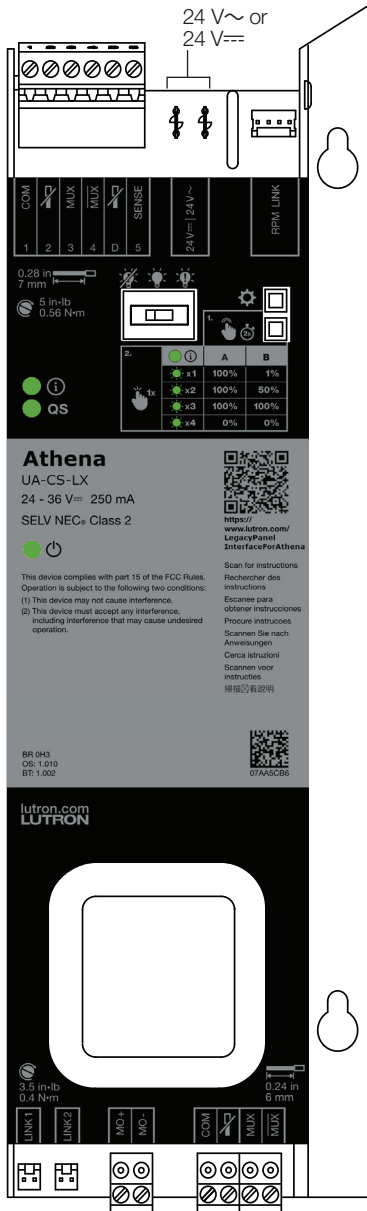 24 V~ or
24 V⎓
COM
MUX
MUX
SENSE
1 2 3 4 D 5
24V⎓ | 24V~
RPM LINK
0.28 in
7 mm
5 in•lb
0.56 N•m
1.
2s
2.
1x
A B
x1 100% 1%
x2 100% 50%
x3 100% 100%
x4 0% 0%
QS
Athena
UA-CS-LX
24 - 36 V⎓ 250 mA
SELV NEC® Class 2
This device complies with part 15 of the FCC Rules.
Operation is subject to the following two conditions:
(1) This device may not cause interference.
(2) This device must accept any interference,
including interference that may cause undesired
operation.
https://
www.lutron.com/
LegacyPanel
InterfaceForAthena
Scan for instructions
Rechercher des
instructions
Escanee para
obtener instrucciones
Procure instrucoes
Scannen Sie nach
Anweisungen
Cerca istruzioni
Scannen voor
instructies
掃描☒看說明
BR 0H3
OS: 1.010
BT: 1.002
07AA5CB6
lutron.com
LUTRON
3.5 in•lb
0.4 N•m
0.24 in
6 mm
LINK1
LINK2
MO+
MO-
COM
MUX
MUX